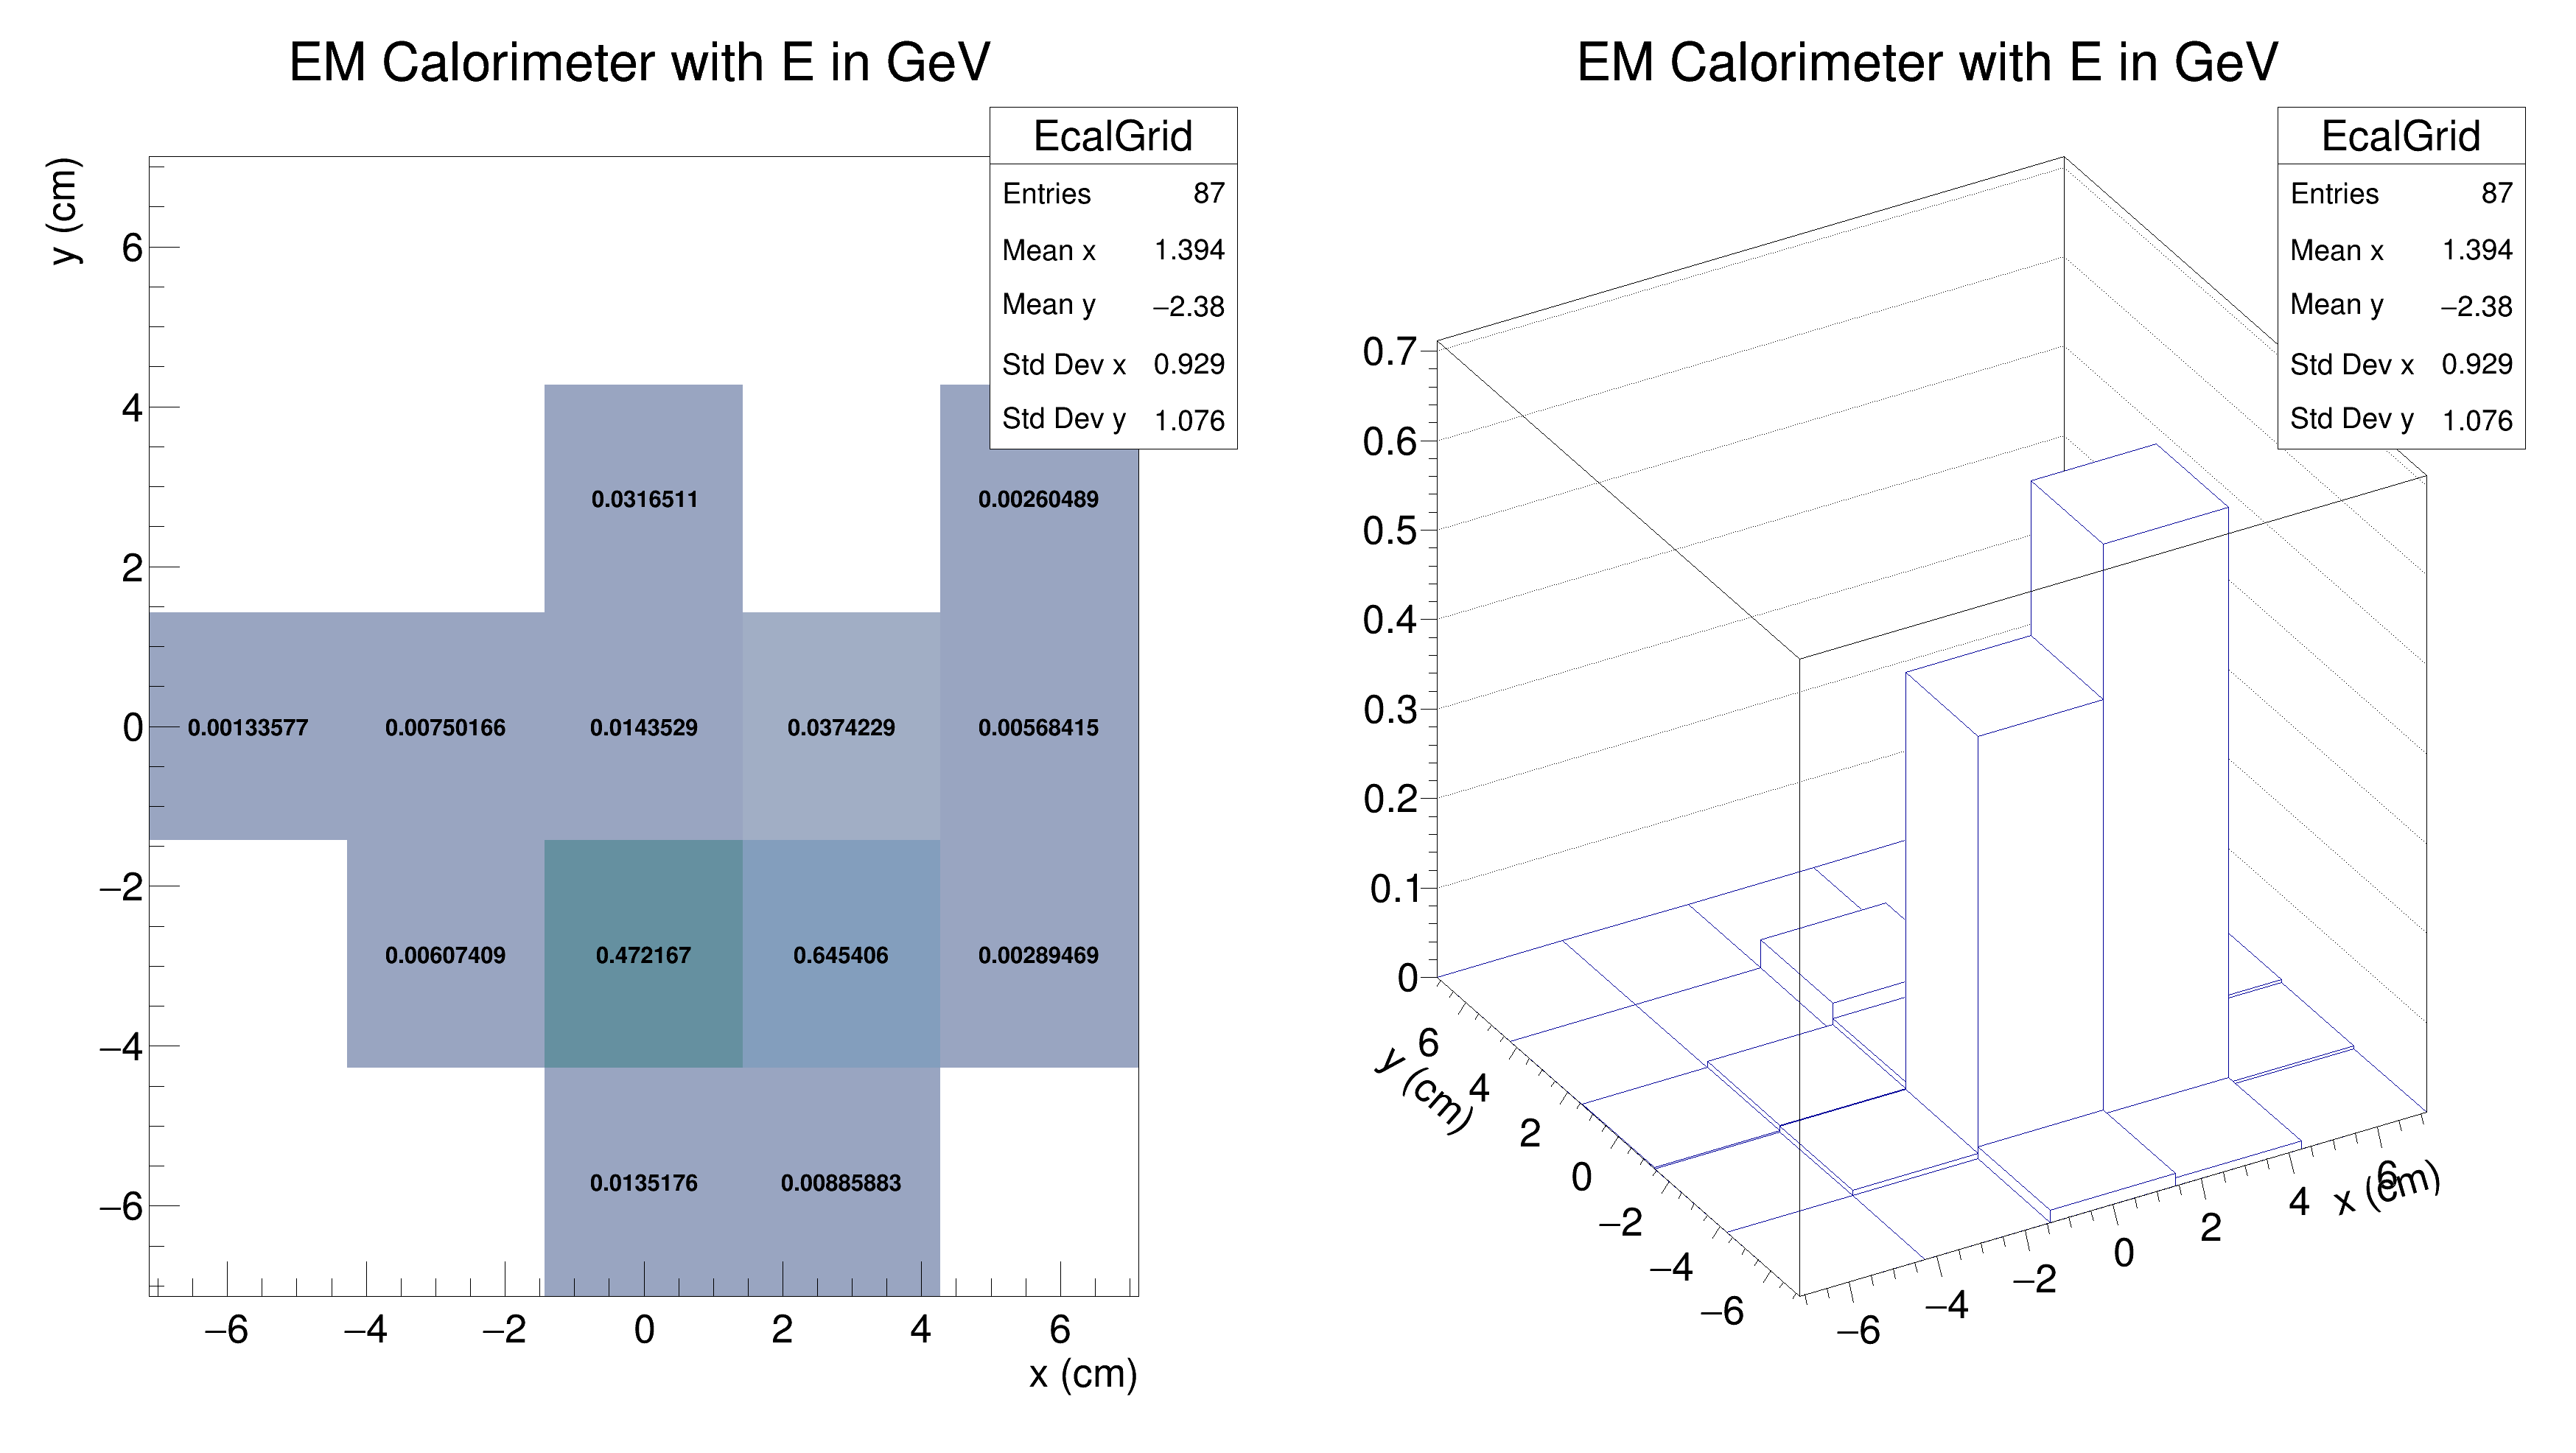 EM Calorimeter with E in GeV
EcalGrid
Entries 87
Mean x 1.394
Mean y −2.38
Std Dev x 0.929
Std Dev y 1.076
y (cm)
6
4
2
0
−2
−4
−6
0.0316511 0.00260489
0.00133577 0.00750166 0.0143529 0.0374229 0.00568415
0.00607409 0.472167 0.645406 0.00289469
0.0135176 0.00885883
−6 −4 −2 0 2 4 6
x (cm)
EM Calorimeter with E in GeV
EcalGrid
Entries 87
Mean x 1.394
Mean y −2.38
Std Dev x 0.929
Std Dev y 1.076
0.7
0.6
0.5
0.4
0.3
0.2
0.1
0
y (cm)
6
4
2
0
−2
−4
−6
−6
−4
−2
0
2
4
6
x (cm)